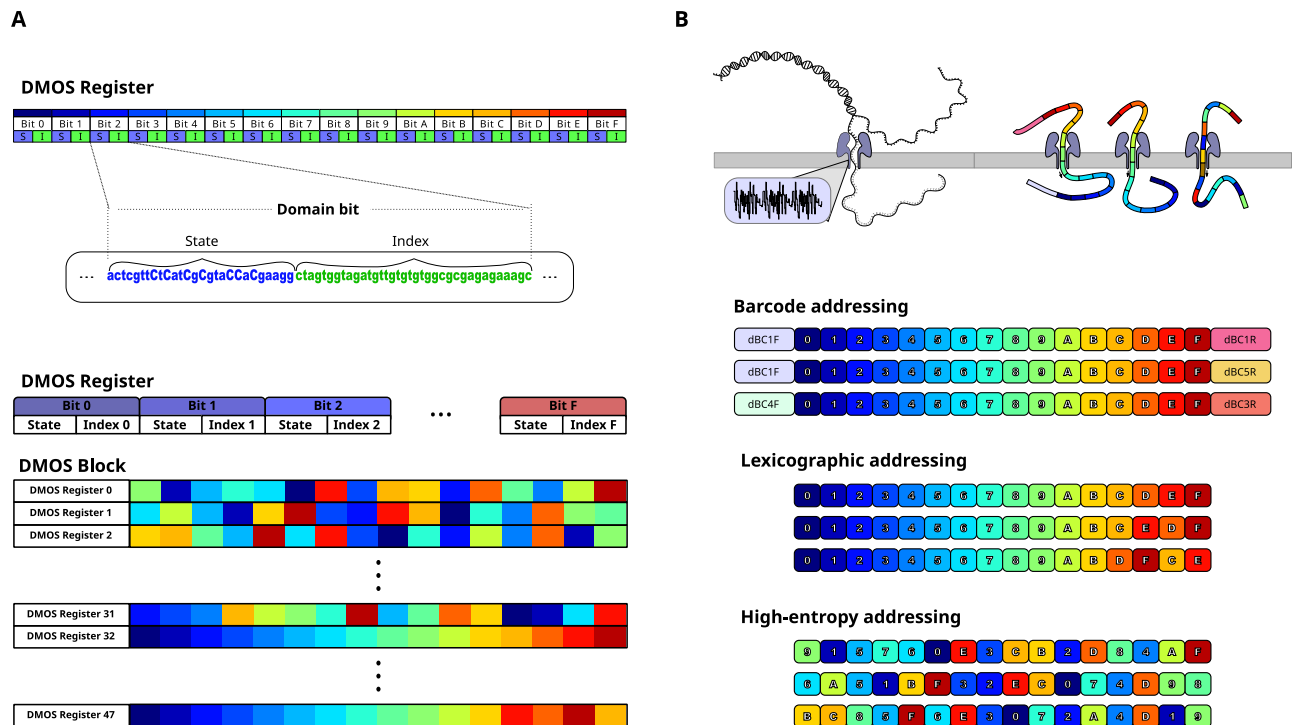 A
DMOS Register
Bit 0 Bit 1 Bit 2 Bit 3 Bit 4 Bit 5 Bit 6 Bit 7 Bit 8 Bit 9 Bit A Bit B Bit C Bit D Bit E Bit F
S I S I S I S I S I S I S I S I S I S I S I S I S I S I S I S I
Domain bit
State Index
... actcgttCtCatCgCgtaCCaCgaaggctagtggtagatgttgtgtgtggcgcgagagaaagc ...
DMOS Register
Bit 0 Bit 1 Bit 2 ... Bit F
State Index 0 State Index 1 State Index 2 State Index F
DMOS Block
DMOS Register 0
DMOS Register 1
DMOS Register 2
DMOS Register 31
DMOS Register 32
DMOS Register 47
B
Barcode addressing
dBC1F 0 1 2 3 4 5 6 7 8 9 A B C D E F dBC1R
dBC1F 0 1 2 3 4 5 6 7 8 9 A B C D E F dBC5R
dBC4F 0 1 2 3 4 5 6 7 8 9 A B C D E F dBC3R
Lexicographic addressing
0 1 2 3 4 5 6 7 8 9 A B C D E F
0 1 2 3 4 5 6 7 8 9 A B C E D F
0 1 2 3 4 5 6 7 8 9 A B D F C E
High-entropy addressing
9 1 5 7 6 0 E 3 C B 2 D 8 4 A F
6 A 5 1 B F 3 2 E C 0 7 4 D 9 8
B C 8 5 F 6 E 3 0 7 2 A 4 D 1 9